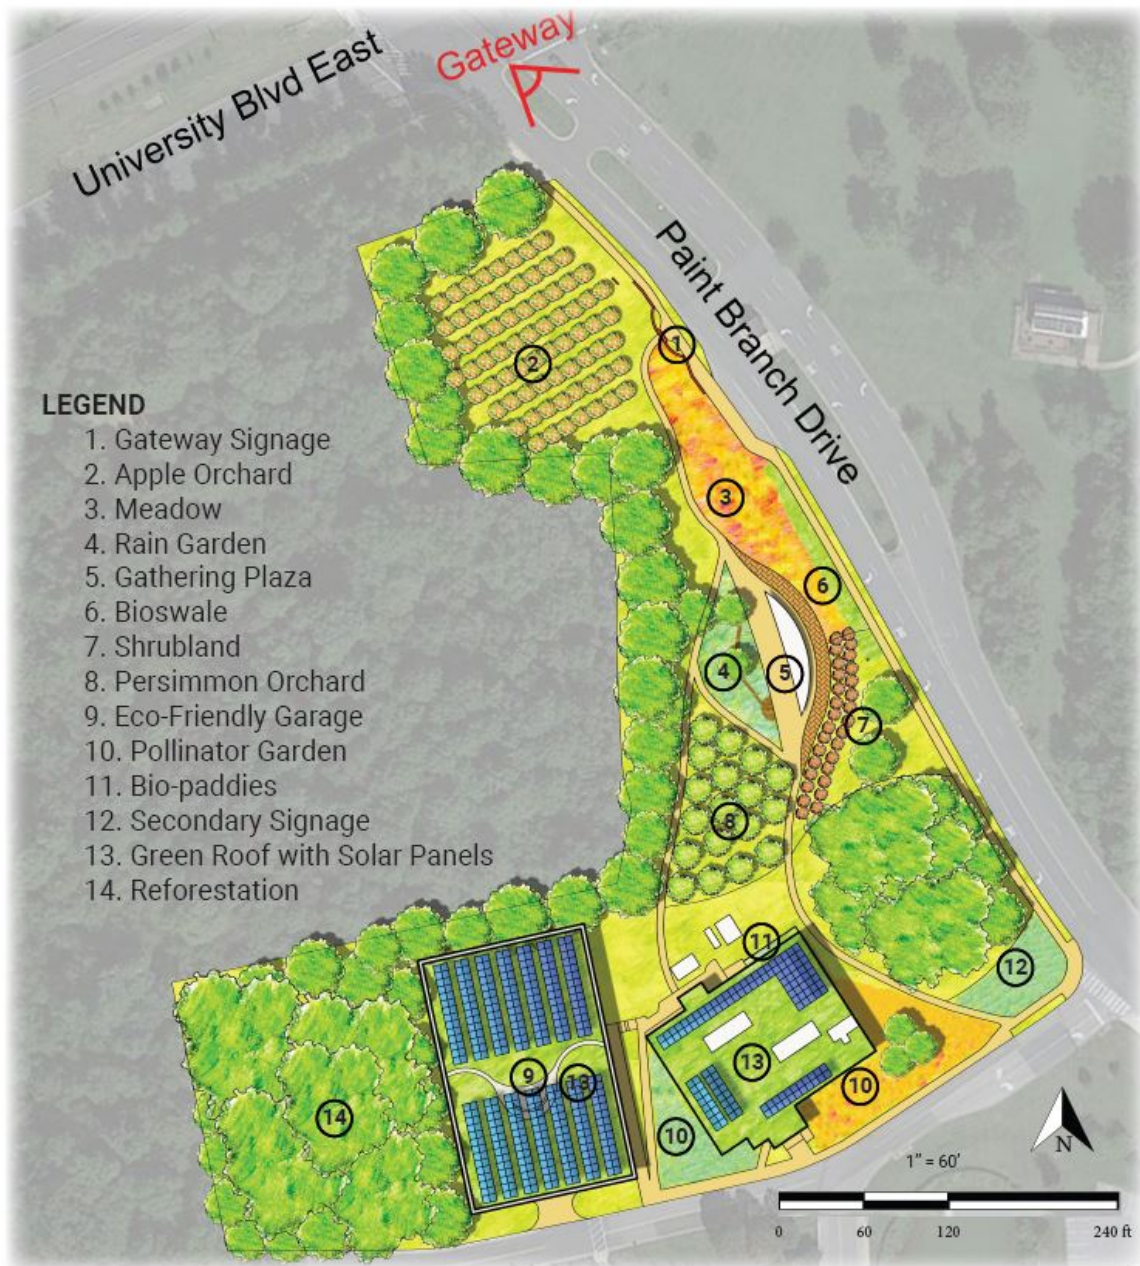 University Blvd East
Gateway
Paint Branch Drive
LEGEND
1. Gateway Signage
2. Apple Orchard
3. Meadow
4. Rain Garden
5. Gathering Plaza
6. Bioswale
7. Shrubland
8. Persimmon Orchard
9. Eco-Friendly Garage
10. Pollinator Garden
11. Bio-paddies
12. Secondary Signage
13. Green Roof with Solar Panels
14. Reforestation
1
2
3
6
4
5
7
8
11
12
13
9
13
10
14
10
N
1” = 60’
0 60 120 240 ft